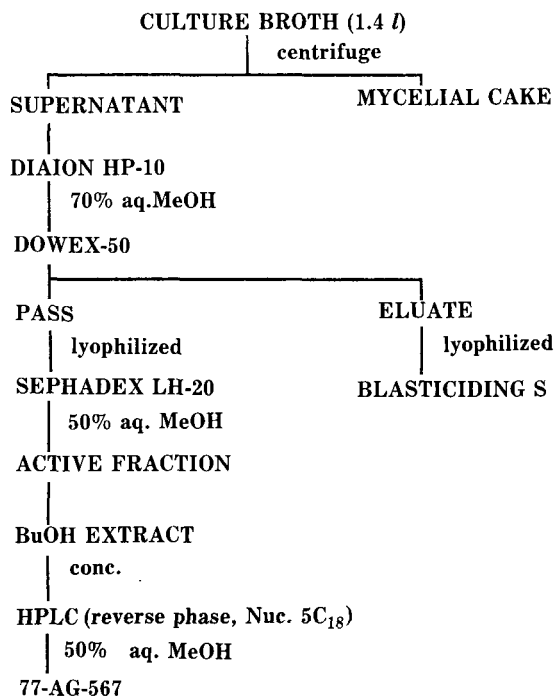 CULTURE BROTH (1.4 l)
centrifuge
SUPERNATANT
MYCELIAL CAKE
DIAION HP-10
70% aq.MeOH
DOWEX-50
PASS
ELUATE
lyophilized
lyophilized
SEPHADEX LH-20
BLASTICIDING S
50% aq. MeOH
ACTIVE FRACTION
BuOH EXTRACT
conc.
HPLC (reverse phase, Nuc. 5C₁₈)
50% aq. MeOH
77-AG-567